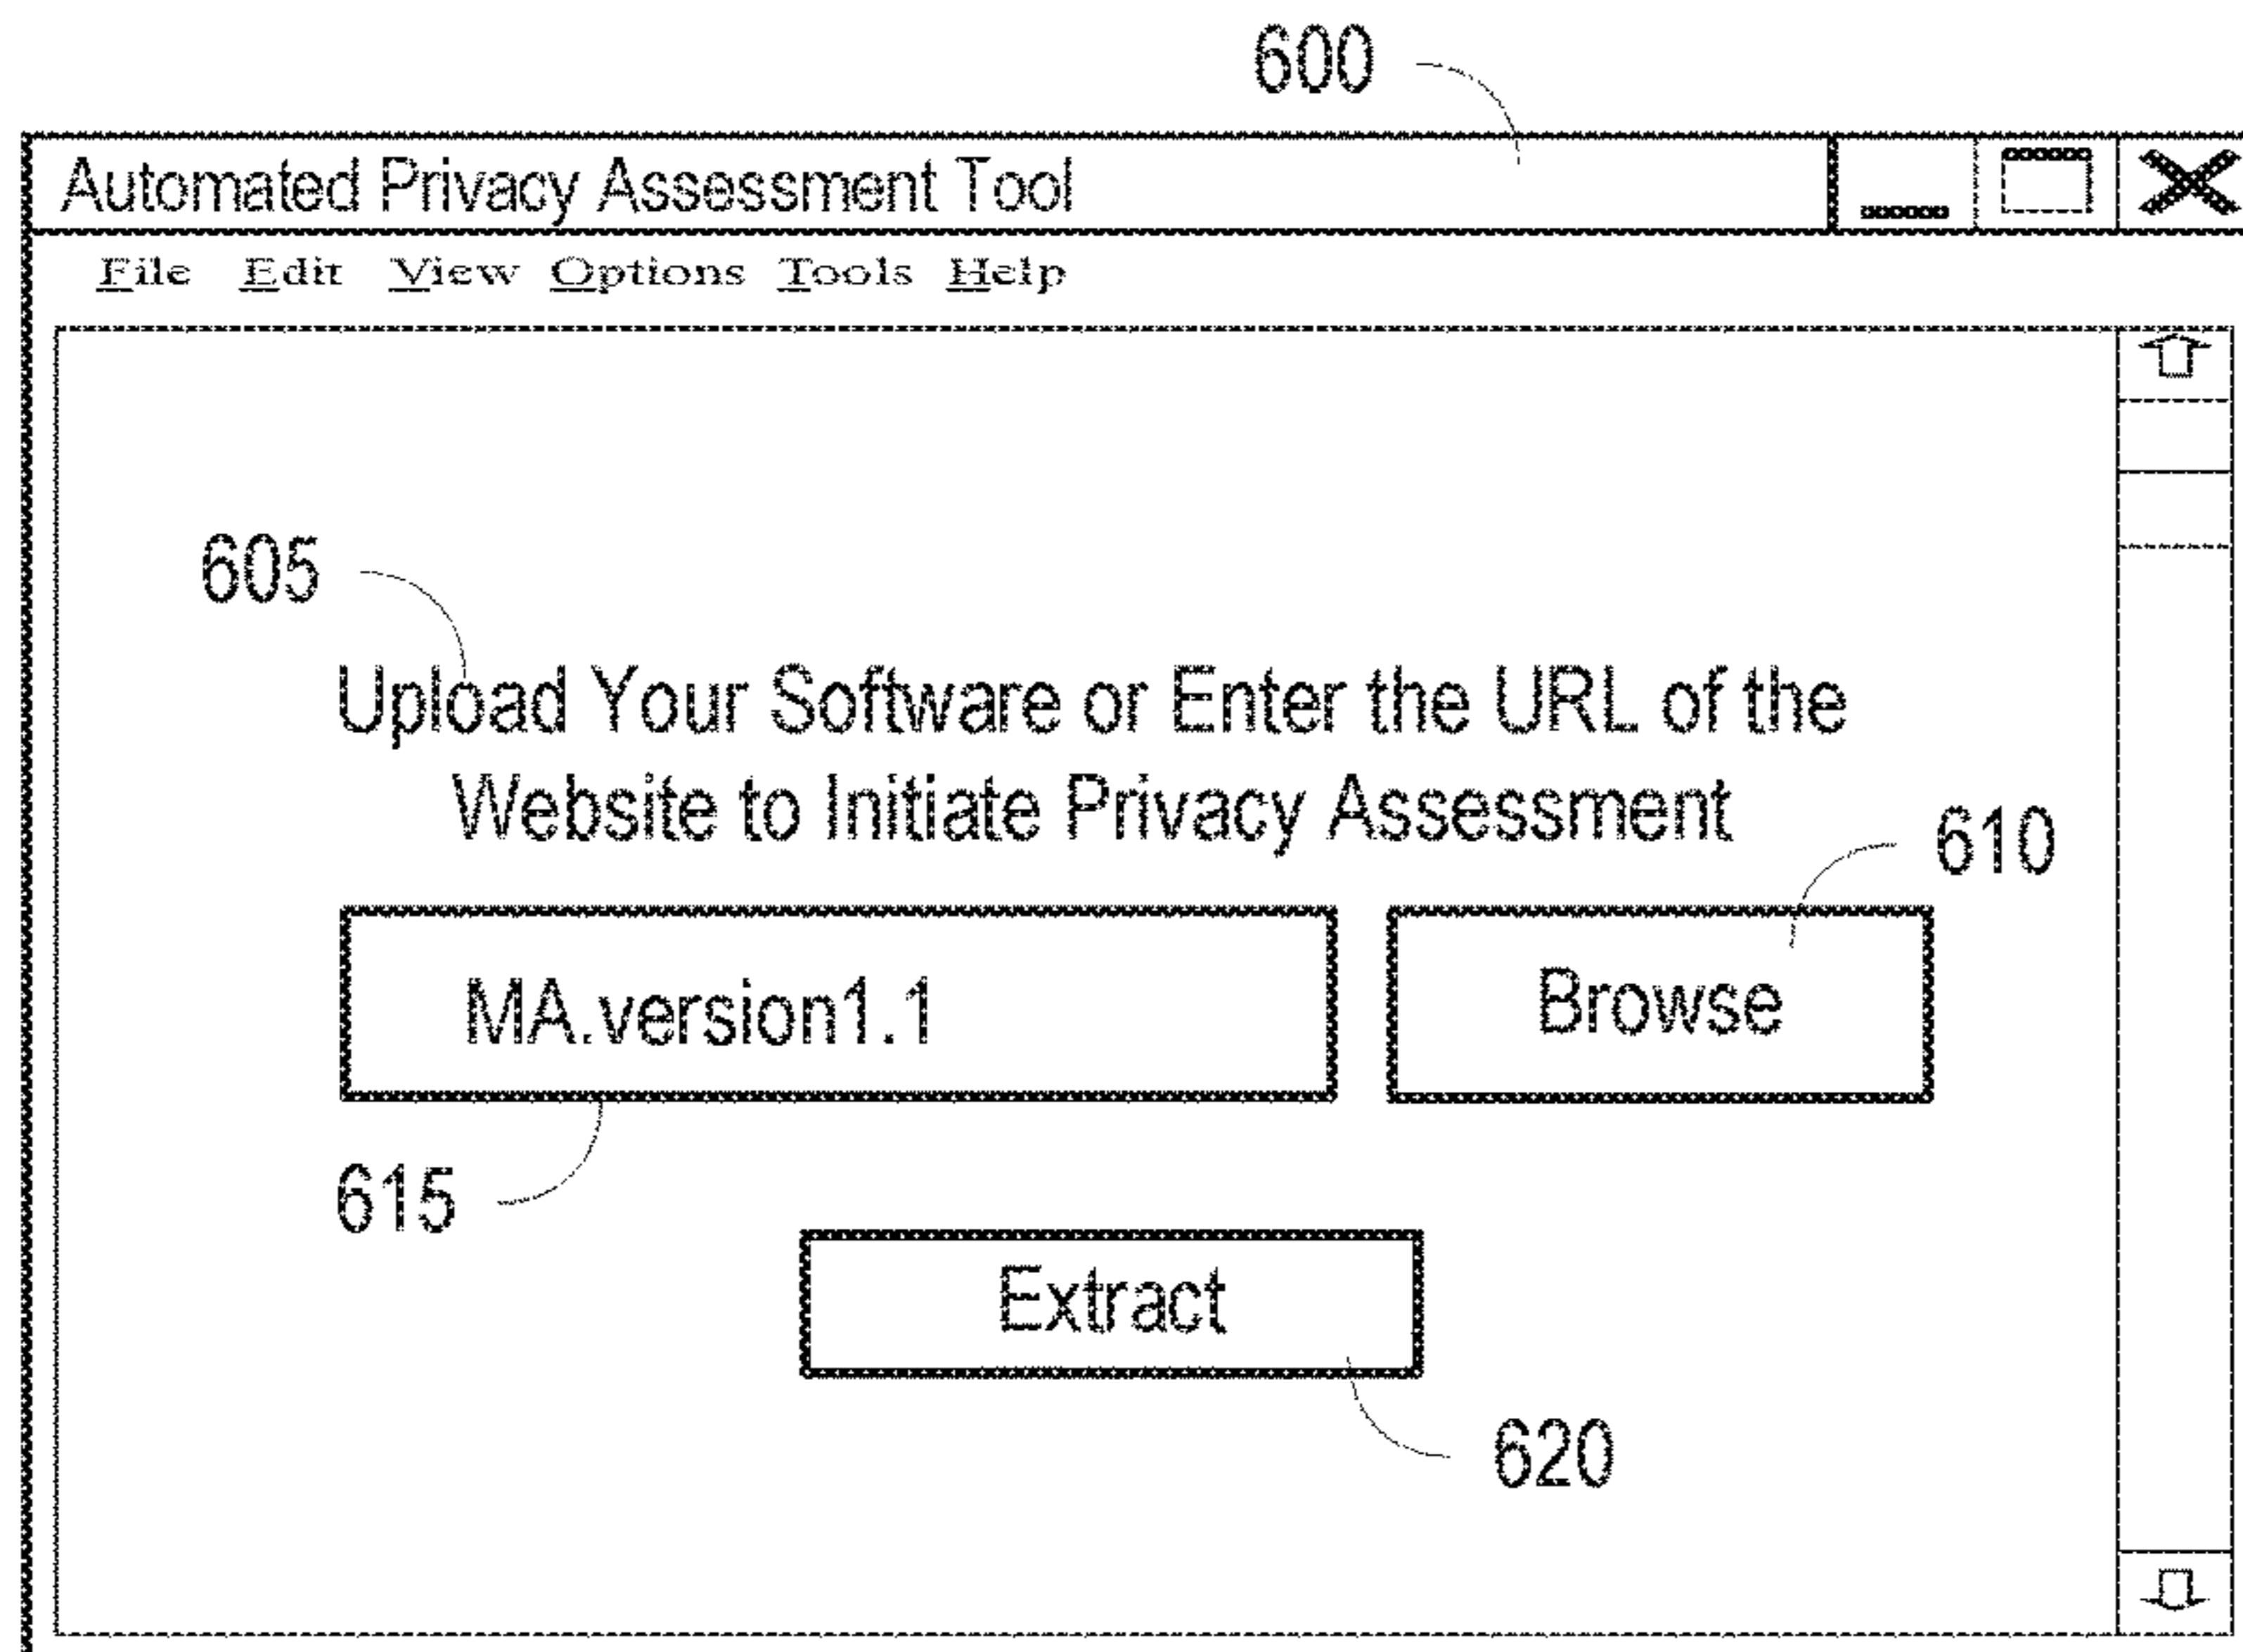 600
Automated Privacy Assessment Tool
File Edit View Options Tools Help
605
Upload Your Software or Enter the URL of the
Website to Initiate Privacy Assessment
610
MA.version1.1
Browse
615
Extract
620